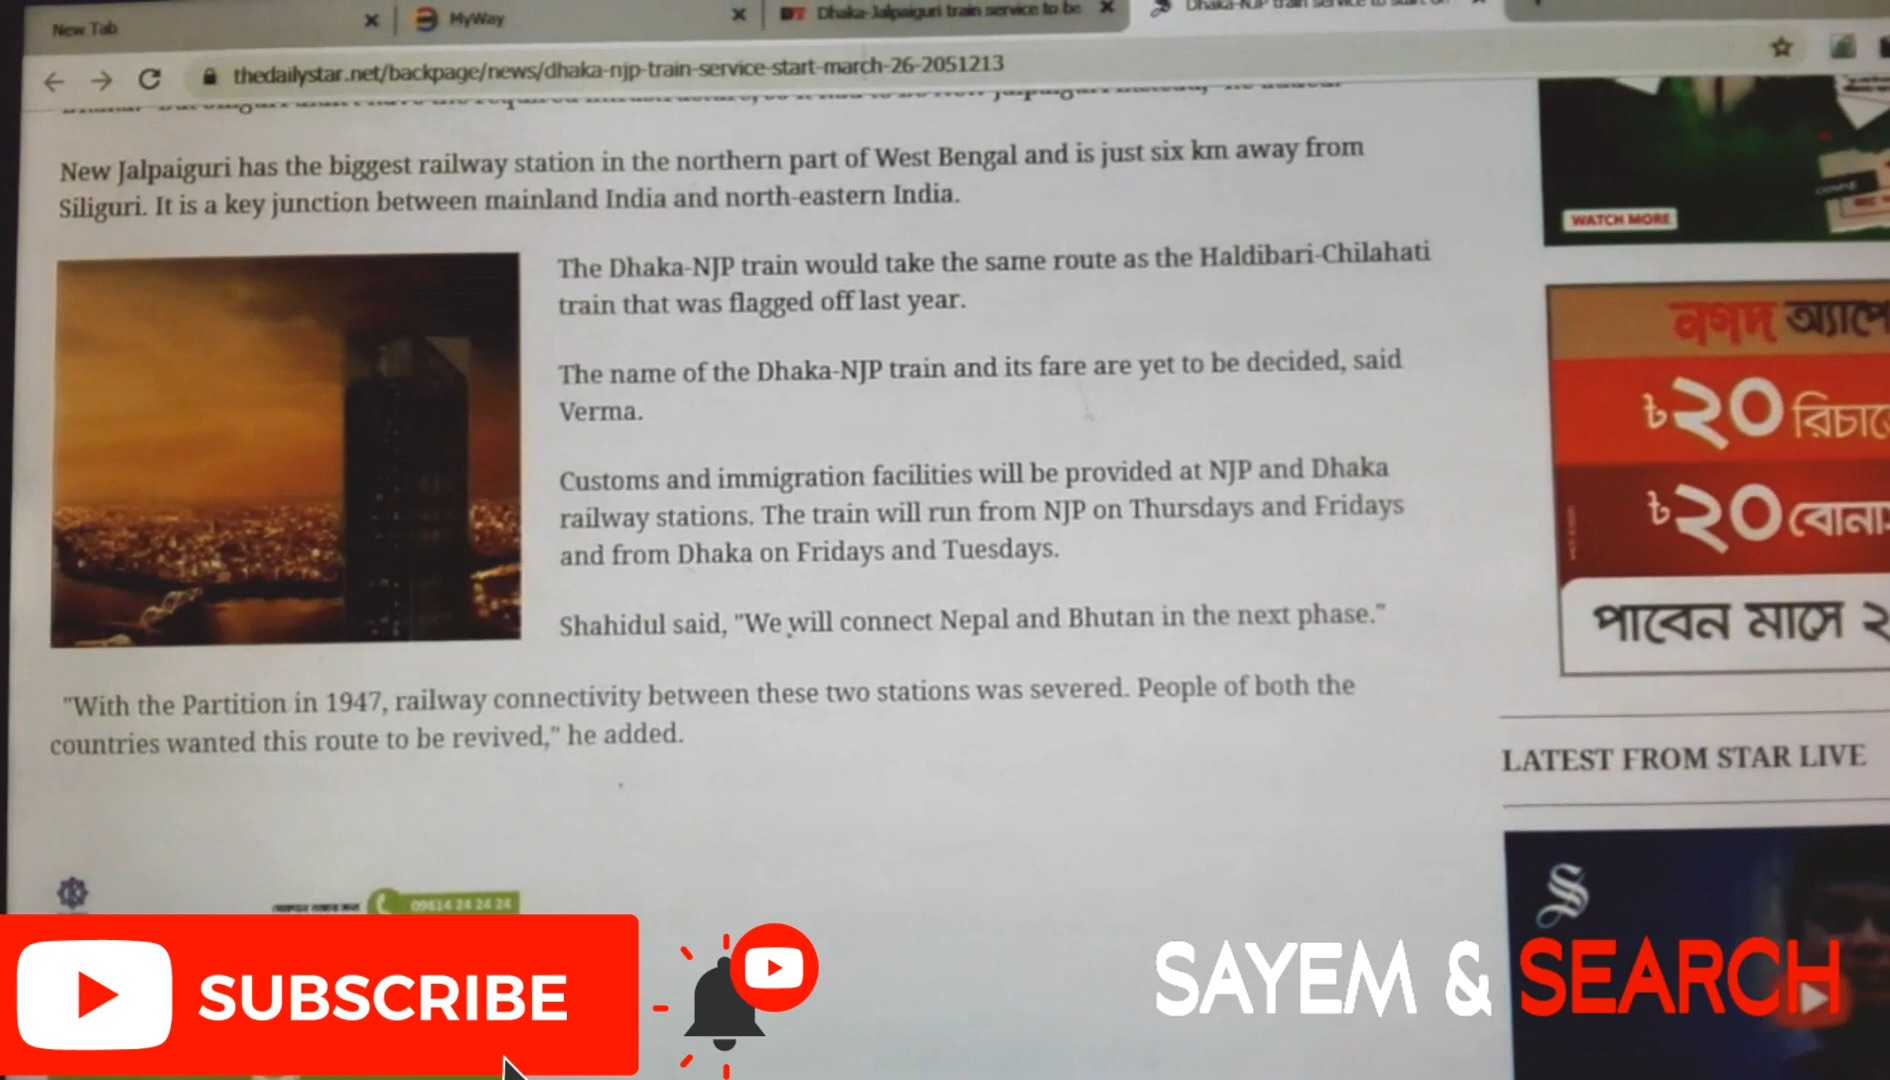 New Tab
MyWay
Dhaka-Jalpaiguri train service to be
thedailystar.net/backpage/news/dhaka-njp-train-service-start-march-26-2051213
New Jalpaiguri has the biggest railway station in the northern part of West Bengal and is just six km away from
Siliguri. It is a key junction between mainland India and north-eastern India.
The Dhaka-NJP train would take the same route as the Haldibari-Chilahati
train that was flagged off last year.
The name of the Dhaka-NJP train and its fare are yet to be decided, said
Verma.
Customs and immigration facilities will be provided at NJP and Dhaka
railway stations. The train will run from NJP on Thursdays and Fridays
and from Dhaka on Fridays and Tuesdays.
Shahidul said, "We will connect Nepal and Bhutan in the next phase."
"With the Partition in 1947, railway connectivity between these two stations was severed. People of both the
countries wanted this route to be revived," he added.
WATCH MORE
নগদ
৳২০
৳২০
পাবেন মাসে ২
LATEST FROM STAR LIVE
09614 24 24 24
SUBSCRIBE
SAYEM & SEARCH